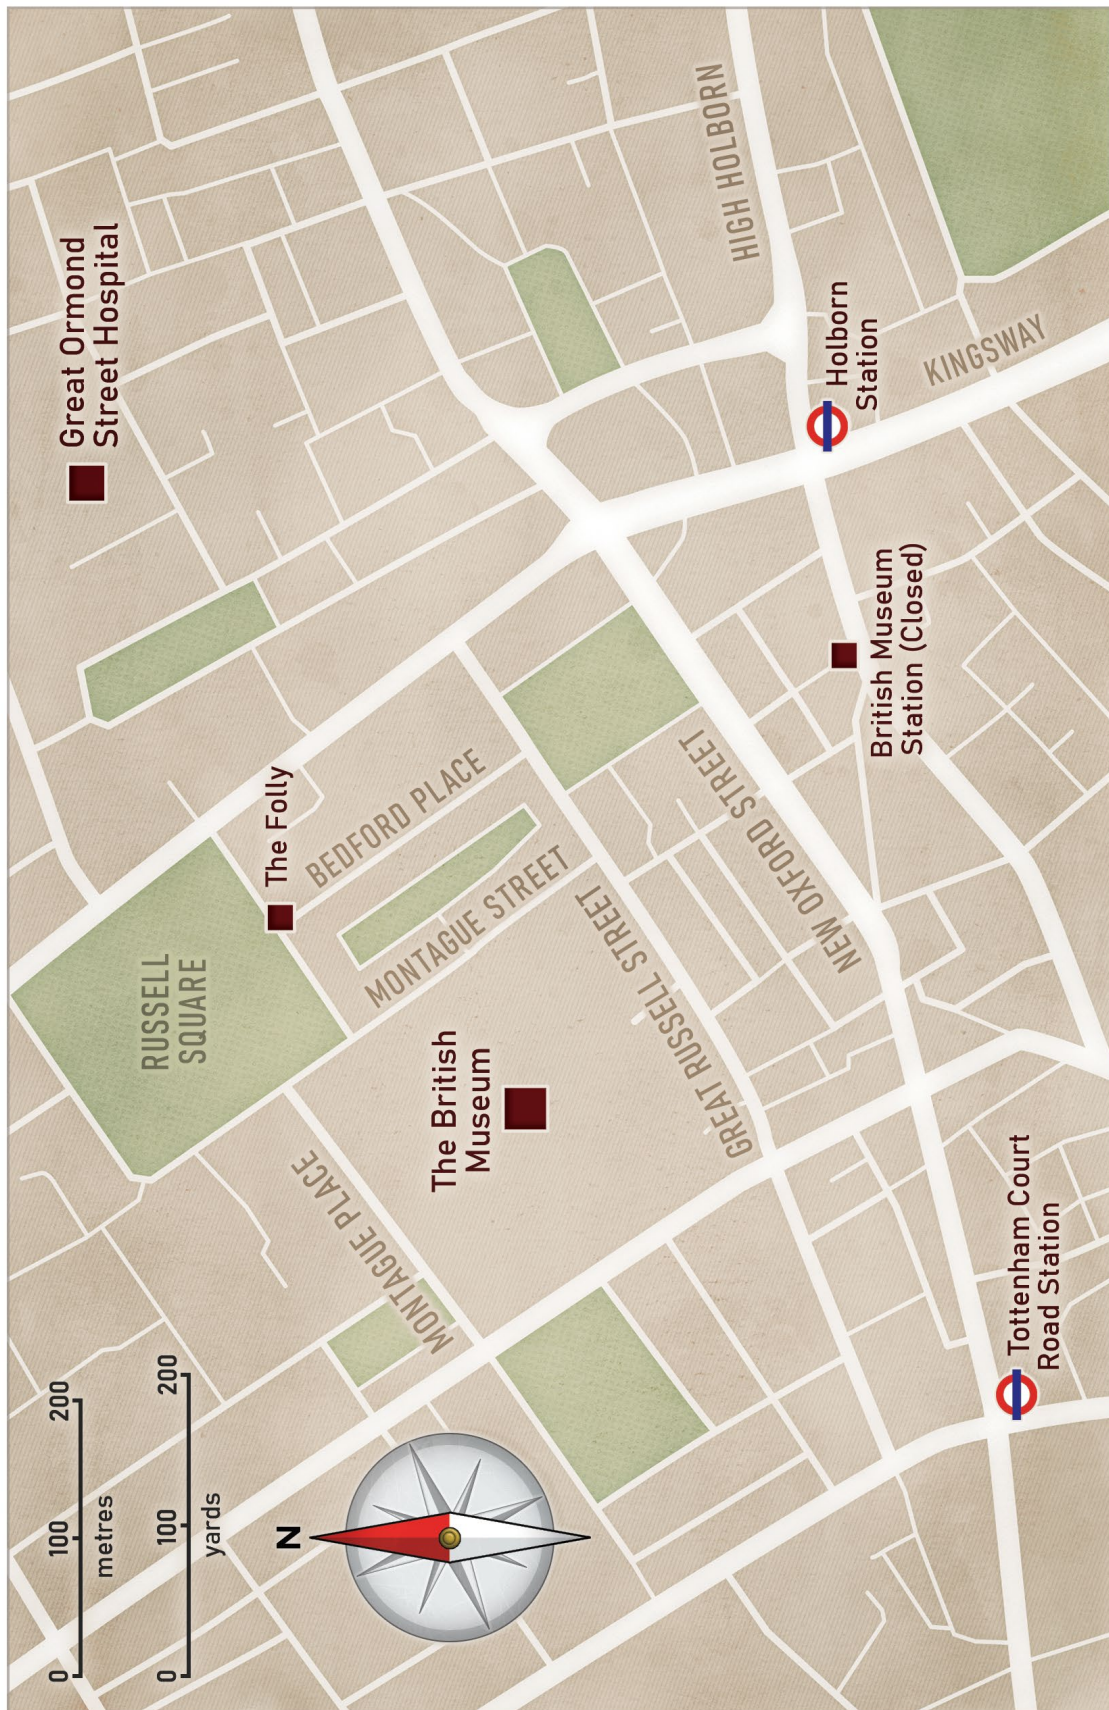 0
100
200
metres
0
100
200
yards
N
Great Ormond
Street Hospital
RUSSELL
SQUARE
The Folly
BEDFORD PLACE
MONTAGUE STREET
MONTAGUE PLACE
The British
Museum
GREAT RUSSELL STREET
NEW OXFORD STREET
HIGH HOLBORN
Holborn
Station
KINGSWAY
British Museum
Station (Closed)
Tottenham Court
Road Station